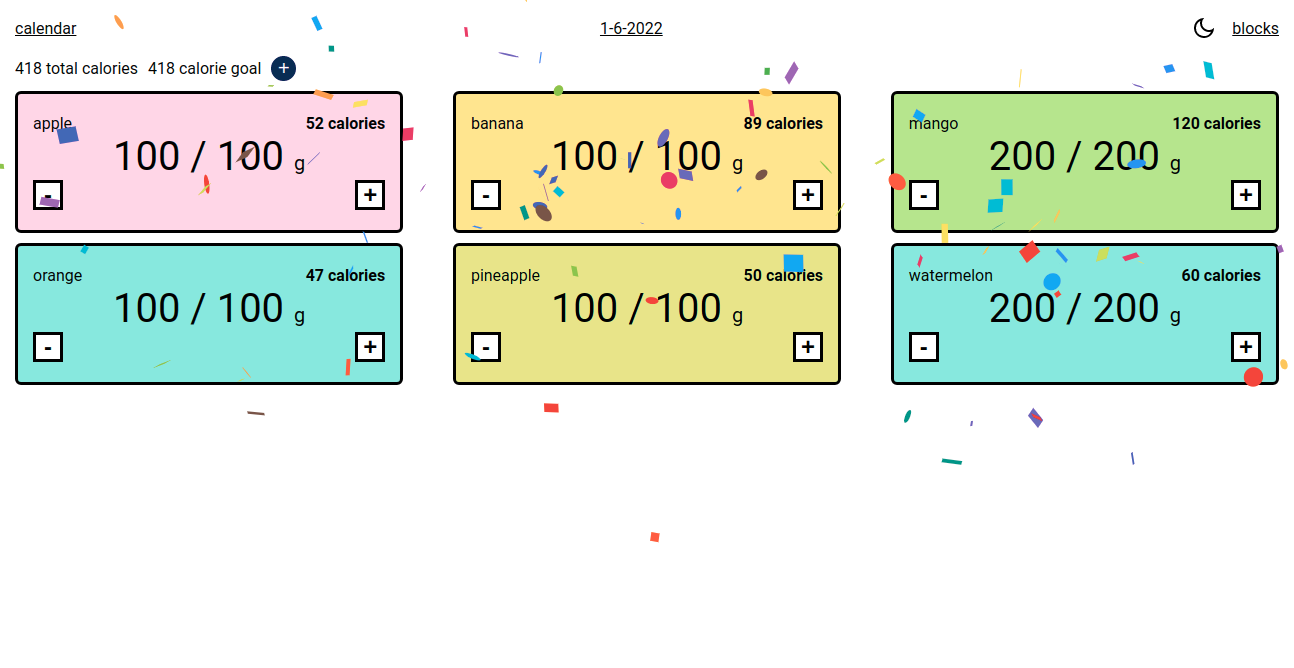 calendar 1-6-2022 blocks
418 total calories 418 calorie goal +
apple 52 calories
100 / 100 g
- +
banana 89 calories
100 / 100 g
- +
mango 120 calories
200 / 200 g
- +
orange 47 calories
100 / 100 g
- +
pineapple 50 calories
100 / 100 g
- +
watermelon 60 calories
200 / 200 g
- +